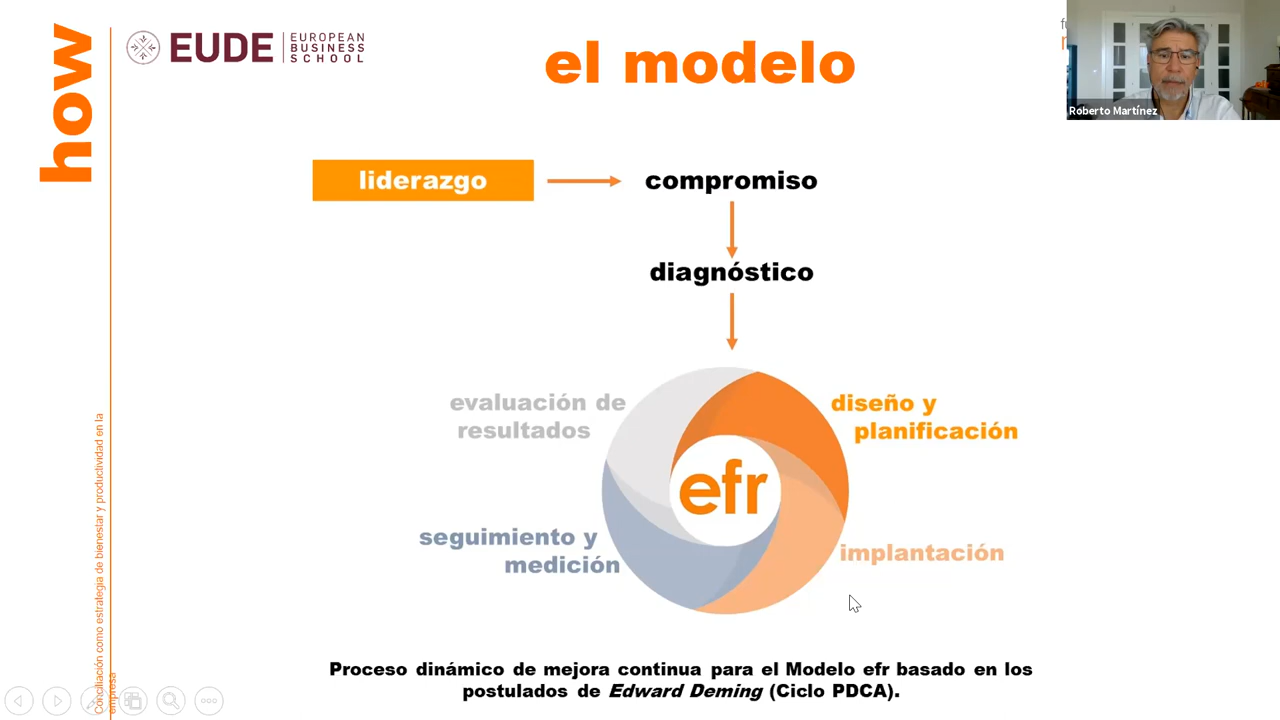 how
EUDE
EUROPEAN
BUSINESS
SCHOOL
el modelo
Roberto Martínez
liderazgo
compromiso
diagnóstico
evaluación de
resultados
diseño y
planificación
efr
seguimiento y
medición
implantación
Conciliación como estrategia de bienestar y productividad en la
empresa
Proceso dinámico de mejora continua para el Modelo efr basado en los
postulados de Edward Deming (Ciclo PDCA).